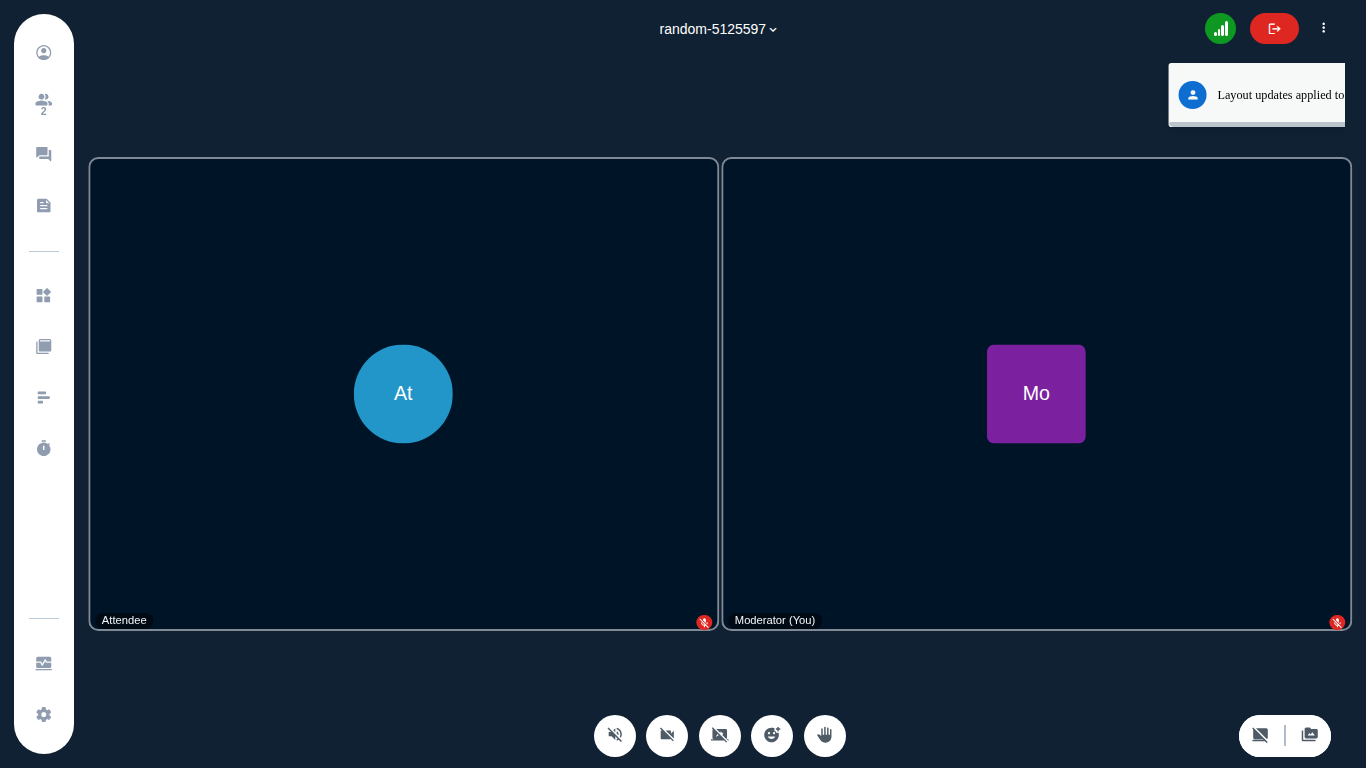 random-5125597
2
Layout updates applied to
At
Mo
Attendee
Moderator (You)